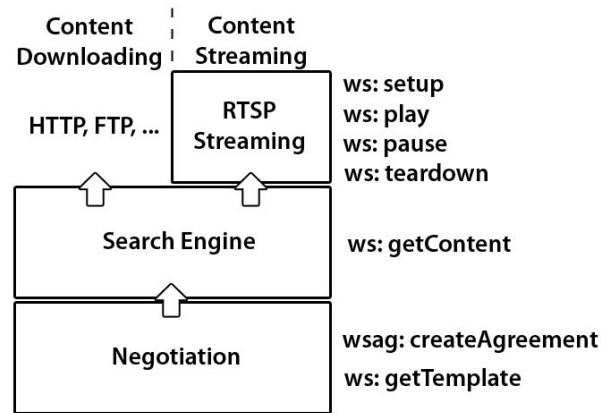 Content
Downloading
Content
Streaming
HTTP, FTP, ...
RTSP
Streaming
ws: setup
ws: play
ws: pause
ws: teardown
Search Engine
ws: getContent
Negotiation
wsag: createAgreement
ws: getTemplate